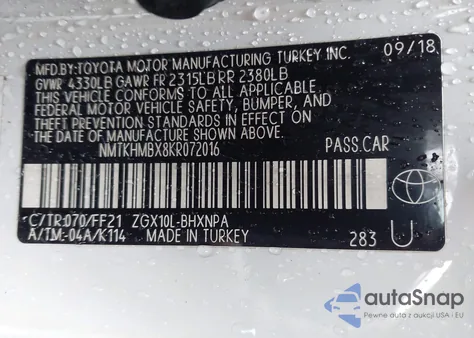 MFD.BY:TOYOTA MOTOR MANUFACTURING TURKEY INC. 09/18
GVWR 4330LB GAWR FR 2315LB RR 2380LB
THIS VEHICLE CONFORMS TO ALL APPLICABLE
FEDERAL MOTOR VEHICLE SAFETY, BUMPER, AND
THEFT PREVENTION STANDARDS IN EFFECT ON
THE DATE OF MANUFACTURE SHOWN ABOVE.
NMTKHMBX8KR072016 PASS.CAR
C/TR:070/FF21 ZGX10L-BHXNPA
A/TM:-04A/K114 MADE IN TURKEY 283 U
autoSnap
Pewne auta z aukcji USA i EU